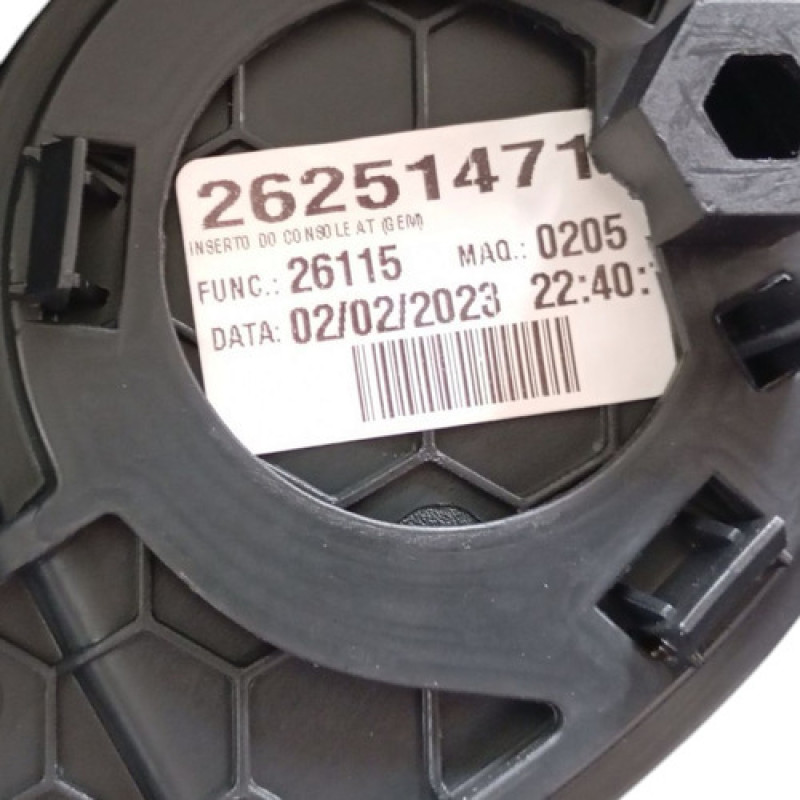 26251471
INSERTO DO CONSOLE AT (GEM)
FUNC.: 26115 MAQ.: 0205
DATA: 02/02/2023 22:40: